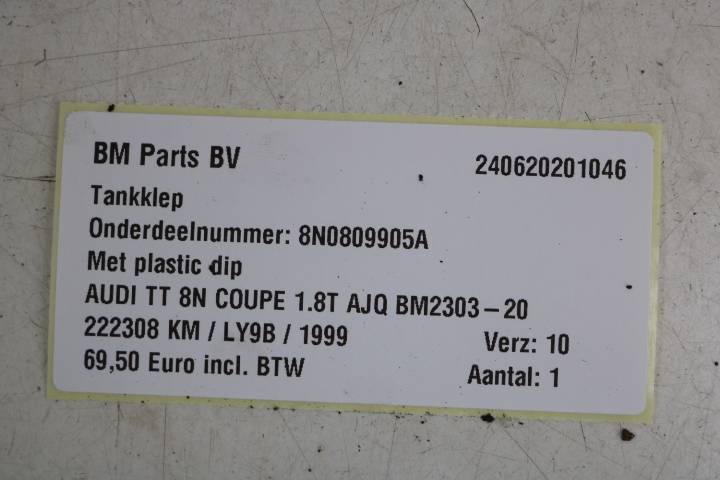 BM Parts BV 240620201046
Tankklep
Onderdeelnummer: 8N0809905A
Met plastic dip
AUDI TT 8N COUPE 1.8T AJQ BM2303-20
222308 KM / LY9B / 1999 Verz: 10
69,50 Euro incl. BTW Aantal: 1